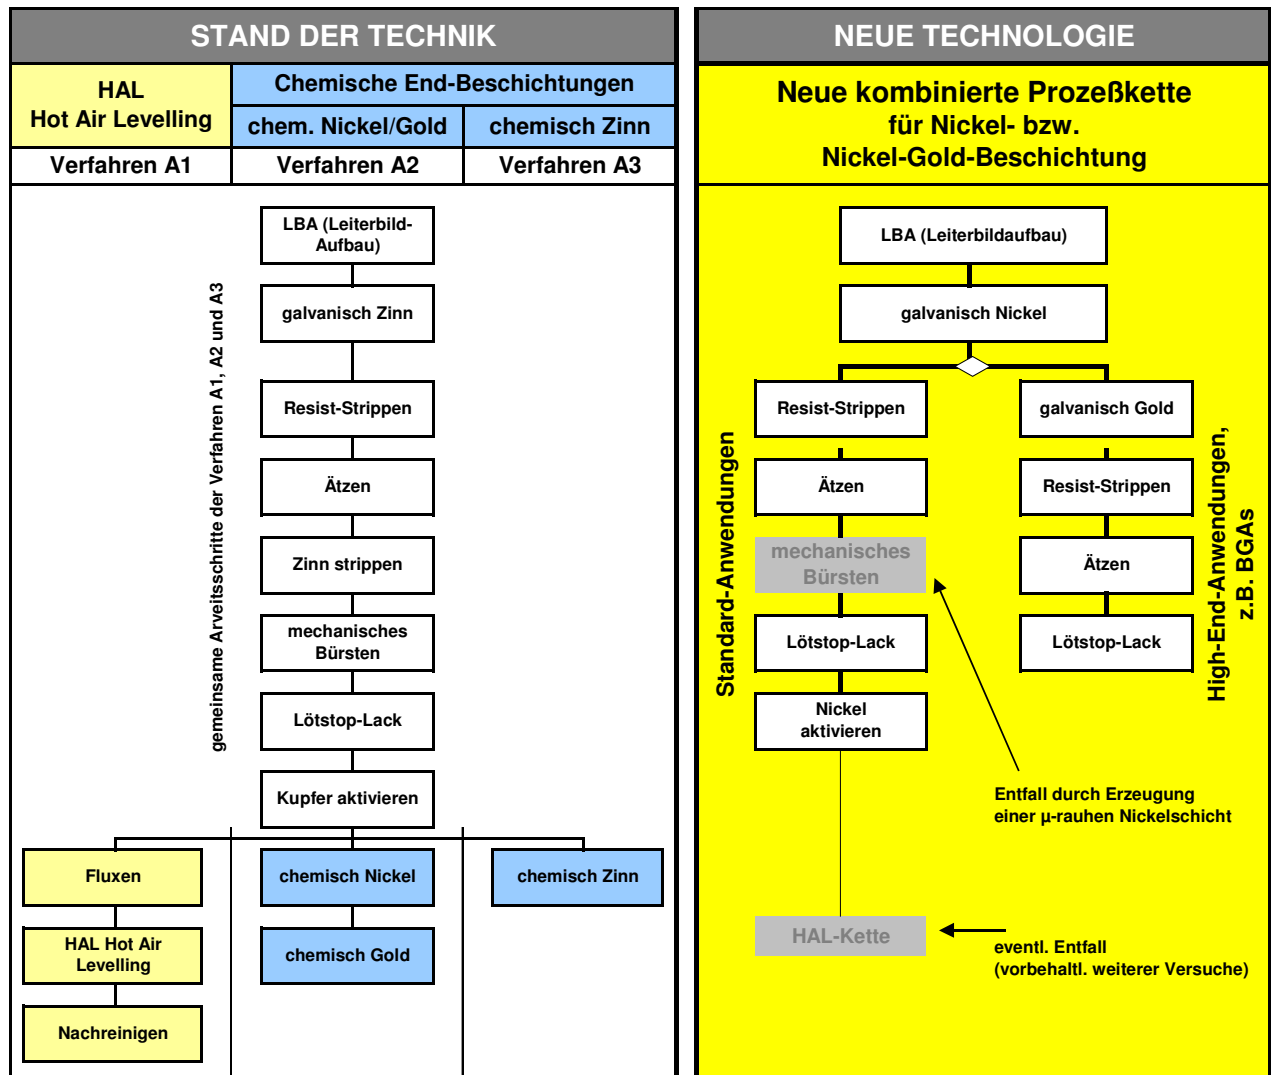 STAND DER TECHNIK
HAL
Hot Air Levelling
Chemische End-Beschichtungen
chem. Nickel/Gold
chemisch Zinn
Verfahren A1
Verfahren A2
Verfahren A3
gemeinsame Arveitsschritte der Verfahren A1, A2 und A3
LBA (Leiterbild-
Aufbau)
galvanisch Zinn
Resist-Strippen
Ätzen
Zinn strippen
mechanisches
Bürsten
Lötstop-Lack
Kupfer aktivieren
Fluxen
HAL Hot Air
Levelling
Nachreinigen
chemisch Nickel
chemisch Gold
chemisch Zinn
NEUE TECHNOLOGIE
Neue kombinierte Prozeßkette
für Nickel- bzw.
Nickel-Gold-Beschichtung
LBA (Leiterbildaufbau)
galvanisch Nickel
Standard-Anwendungen
Resist-Strippen
Ätzen
mechanisches
Bürsten
Lötstop-Lack
Nickel
aktivieren
HAL-Kette
galvanisch Gold
Resist-Strippen
Ätzen
Lötstop-Lack
High-End-Anwendungen,
z.B. BGAs
Entfall durch Erzeugung
einer µ-rauhen Nickelschicht
eventl. Entfall
(vorbehaltl. weiterer Versuche)